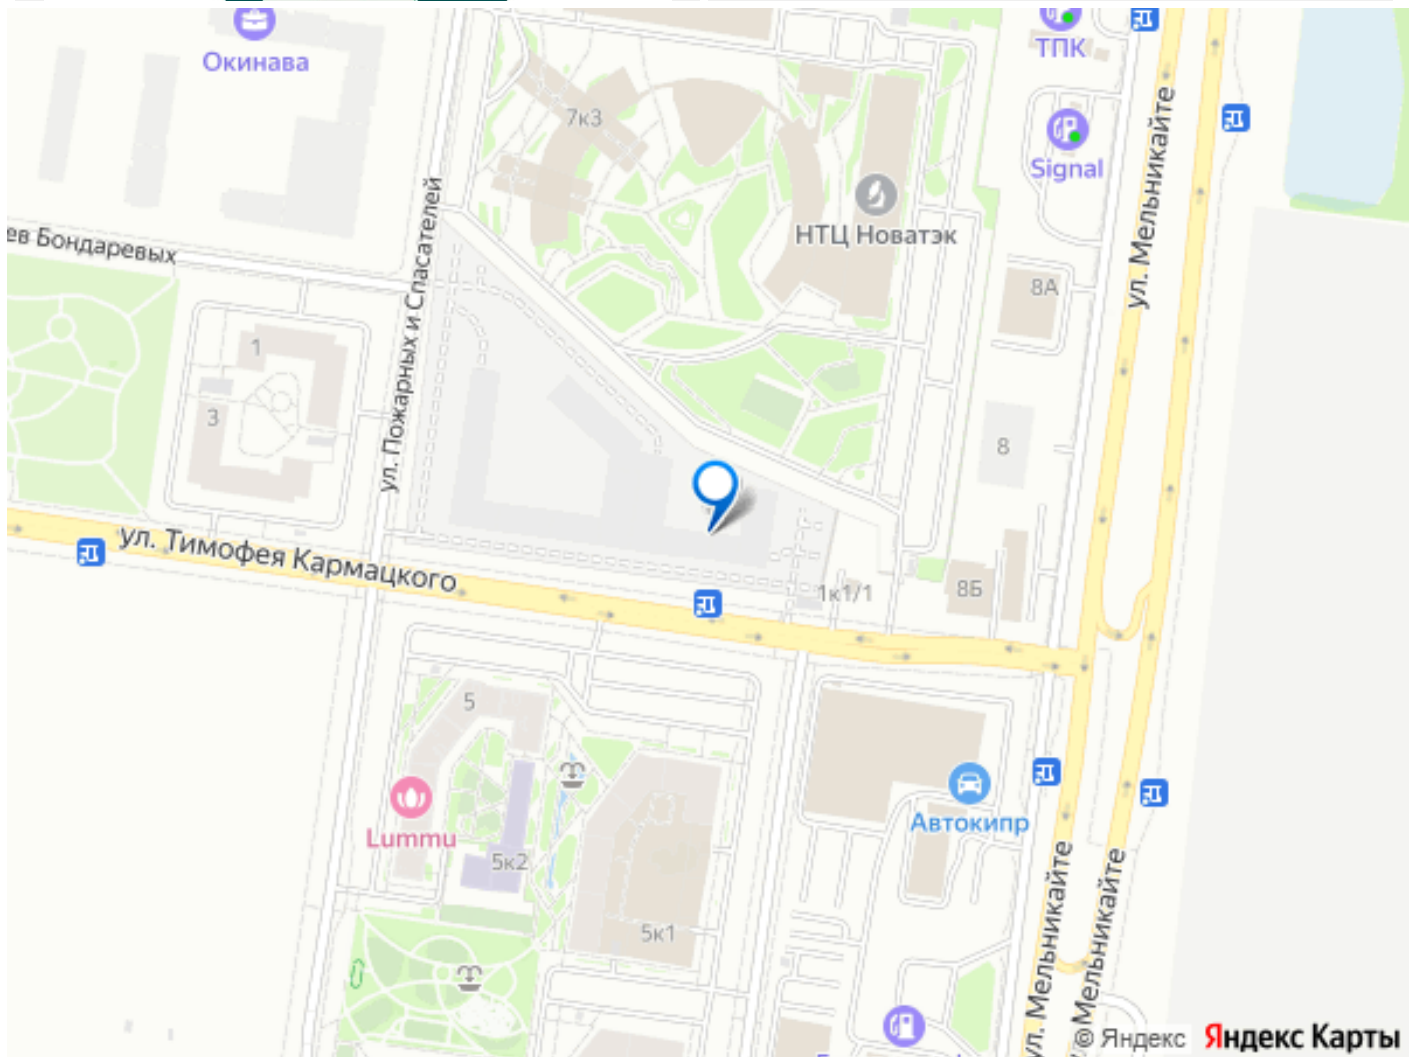 Окинава
ТПК
7к3
Signal
ул. Мельникайте
НТЦ Новатэк
ев Бондаревых
ул. Пожарных и Спасателей
8А
1
3
8
ул. Тимофея Кармацкого
1к1/1
8Б
5
Lummu
Автокипр
5к2
5к1
ул. Мельникайте
Мельникайте
© Яндекс Яндекс Карты